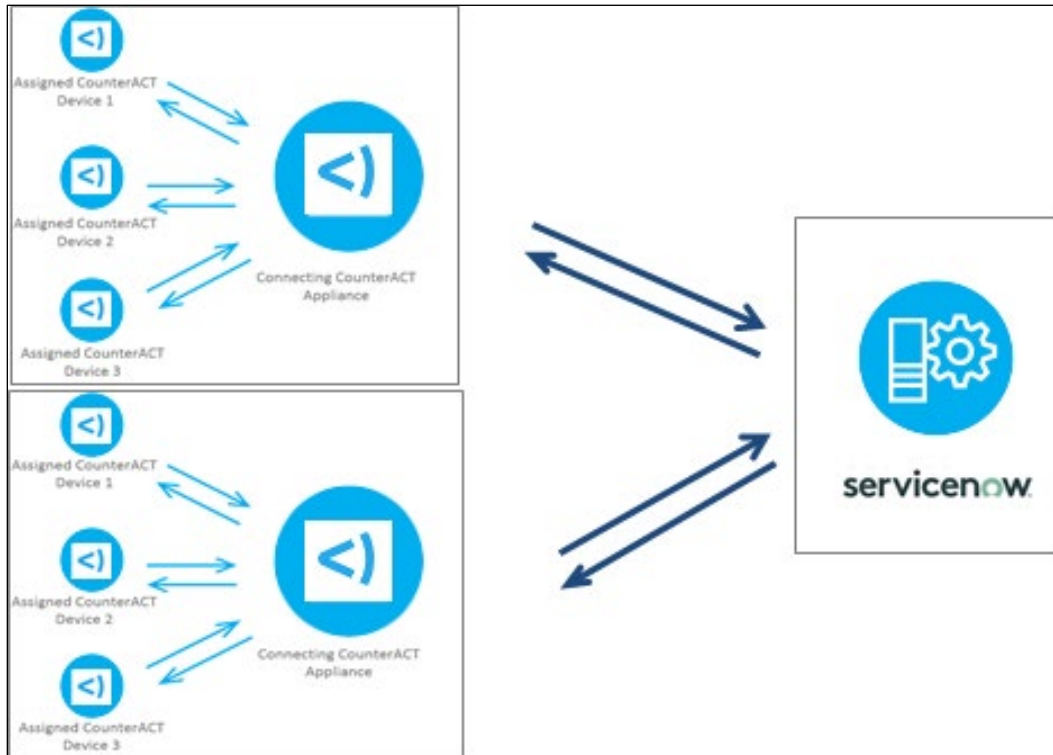 Assigned CounterACT
Device 1
Assigned CounterACT
Device 2
Assigned CounterACT
Device 3
Connecting CounterACT
Appliance
Assigned CounterACT
Device 1
Assigned CounterACT
Device 2
Assigned CounterACT
Device 3
Connecting CounterACT
Appliance
servicenow